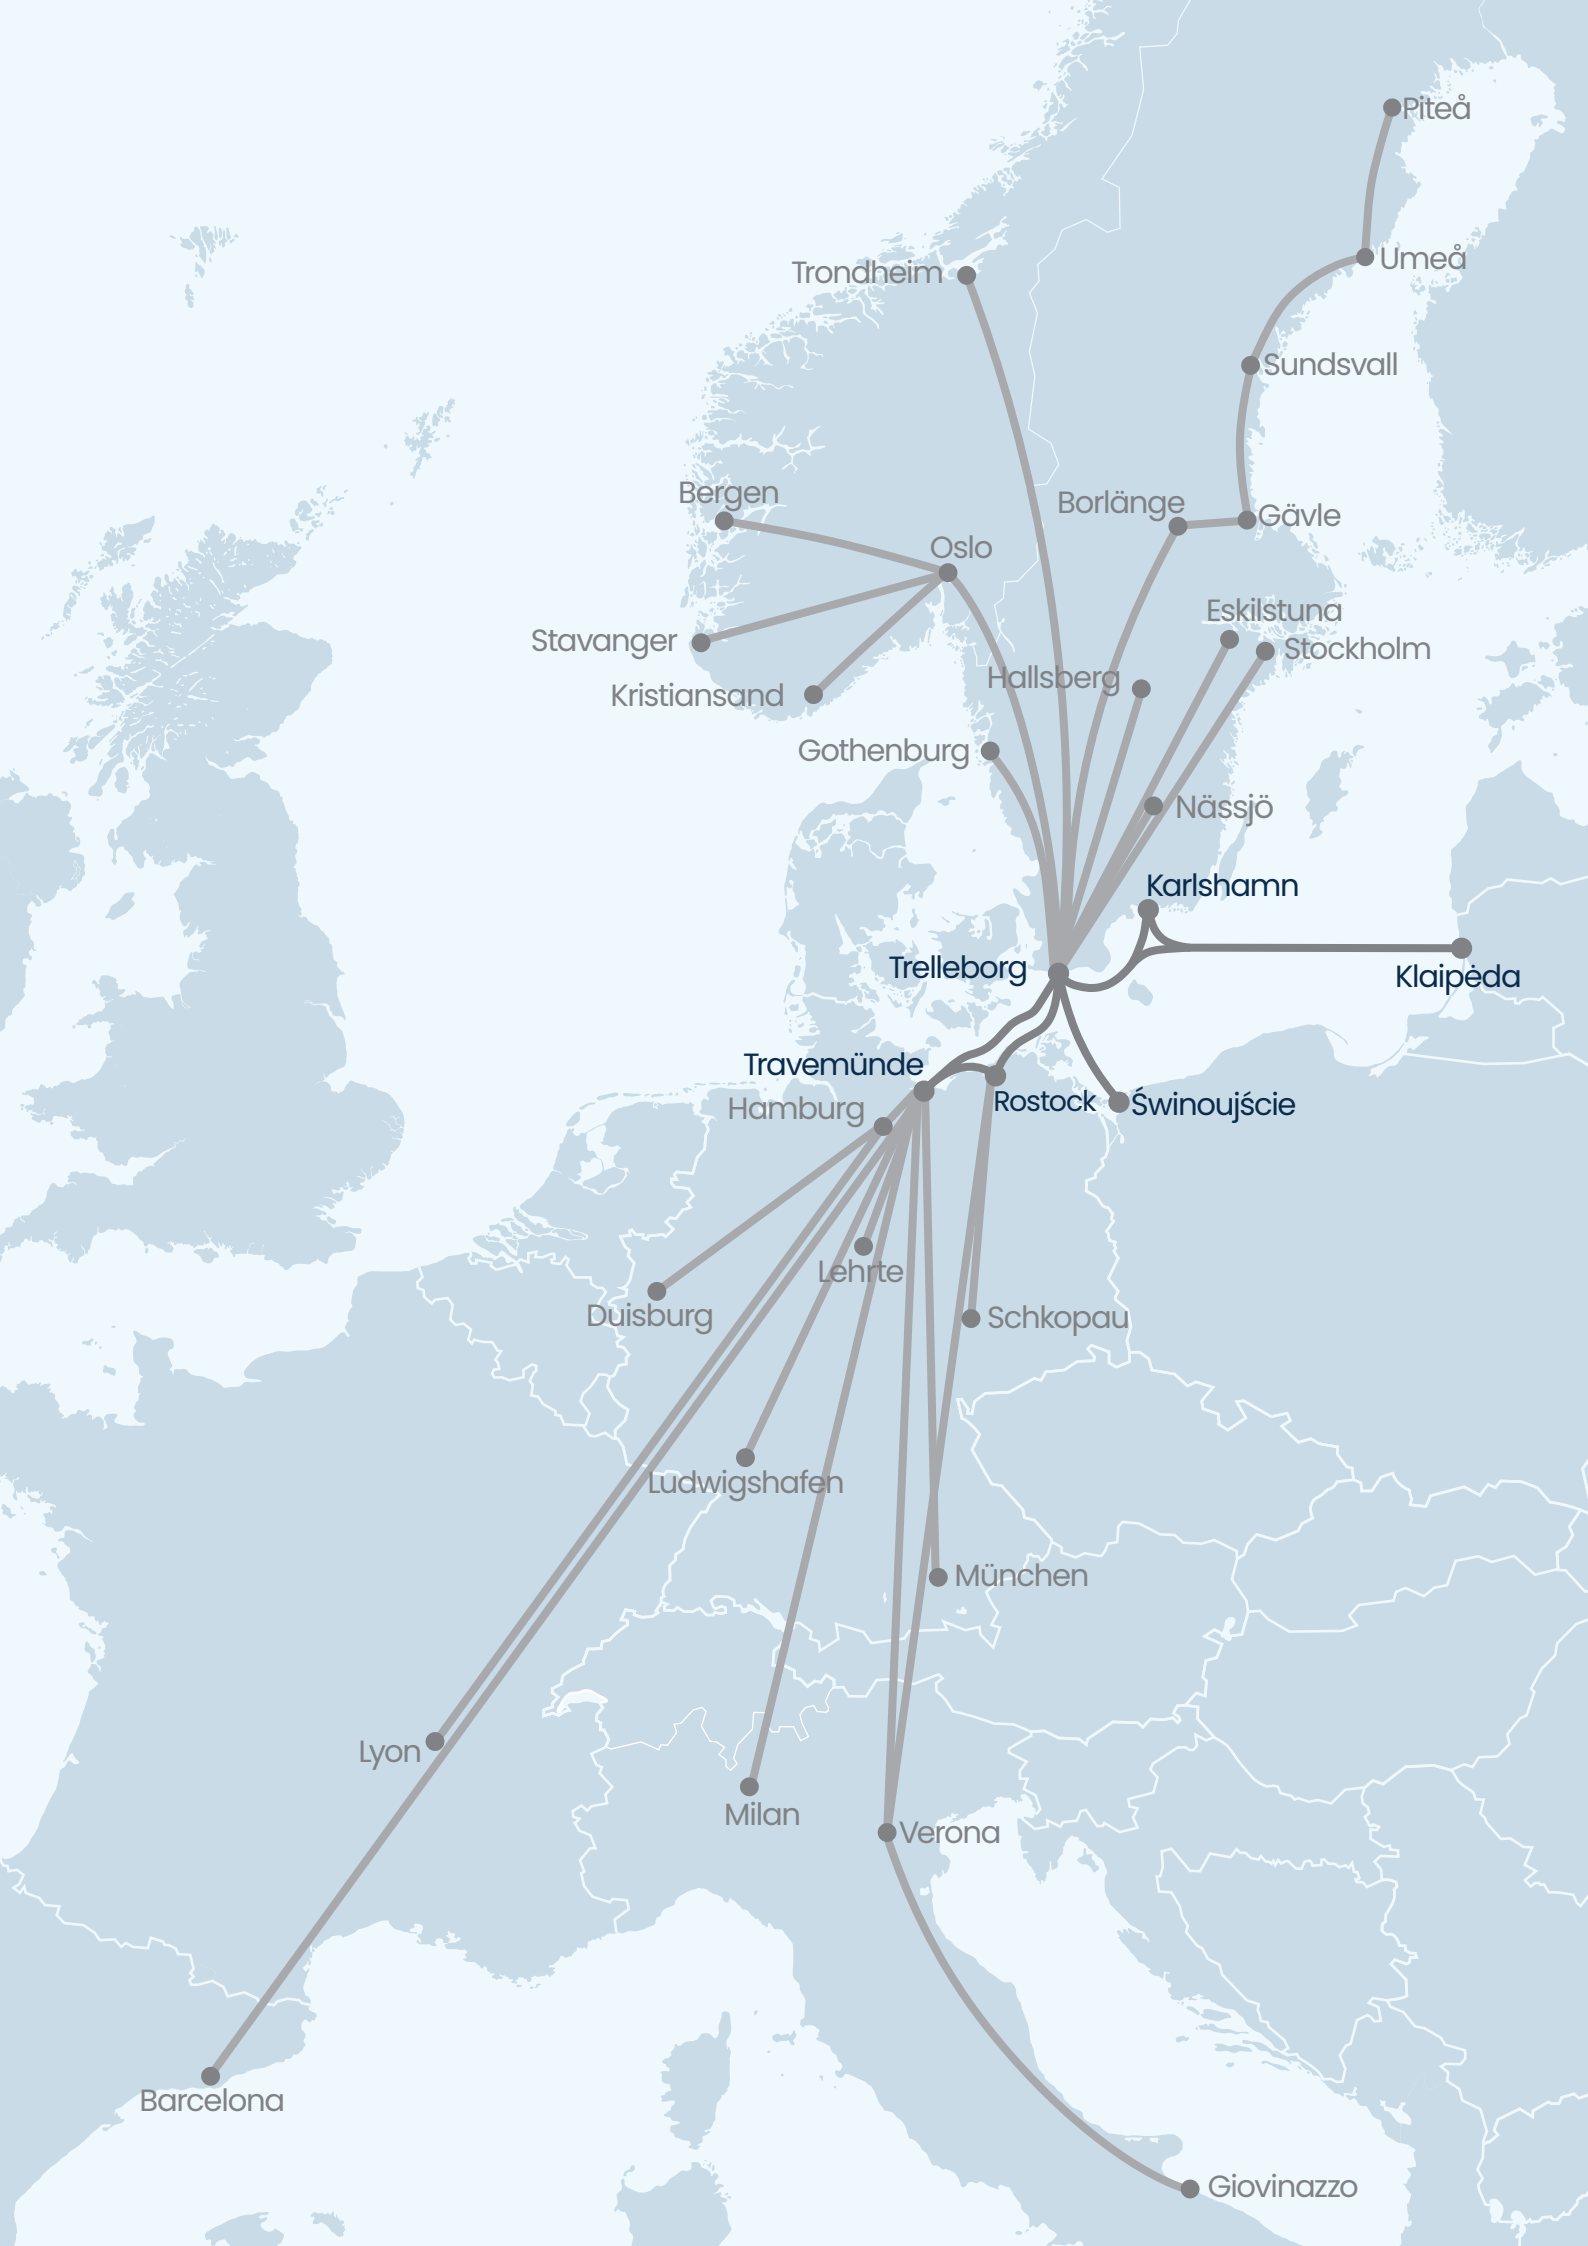 Piteå
Umeå
Trondheim
Sundsvall
Bergen
Borlänge
Gävle
Oslo
Eskilstuna
Stavanger
Stockholm
Hallsberg
Kristiansand
Gothenburg
Nässjö
Karlshamn
Trelleborg
Klaipėda
Travemünde
Hamburg
Rostock
Świnoujście
Lehrte
Duisburg
Schkopau
Ludwigshafen
München
Lyon
Milan
Verona
Barcelona
Giovinazzo